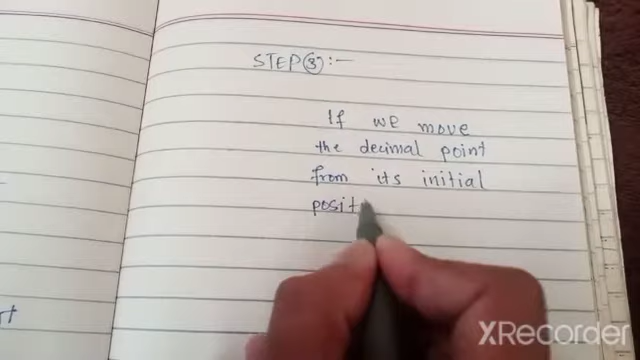 STEP (3) :-
If we move
the decimal point
from its initial
posit
XRecorder